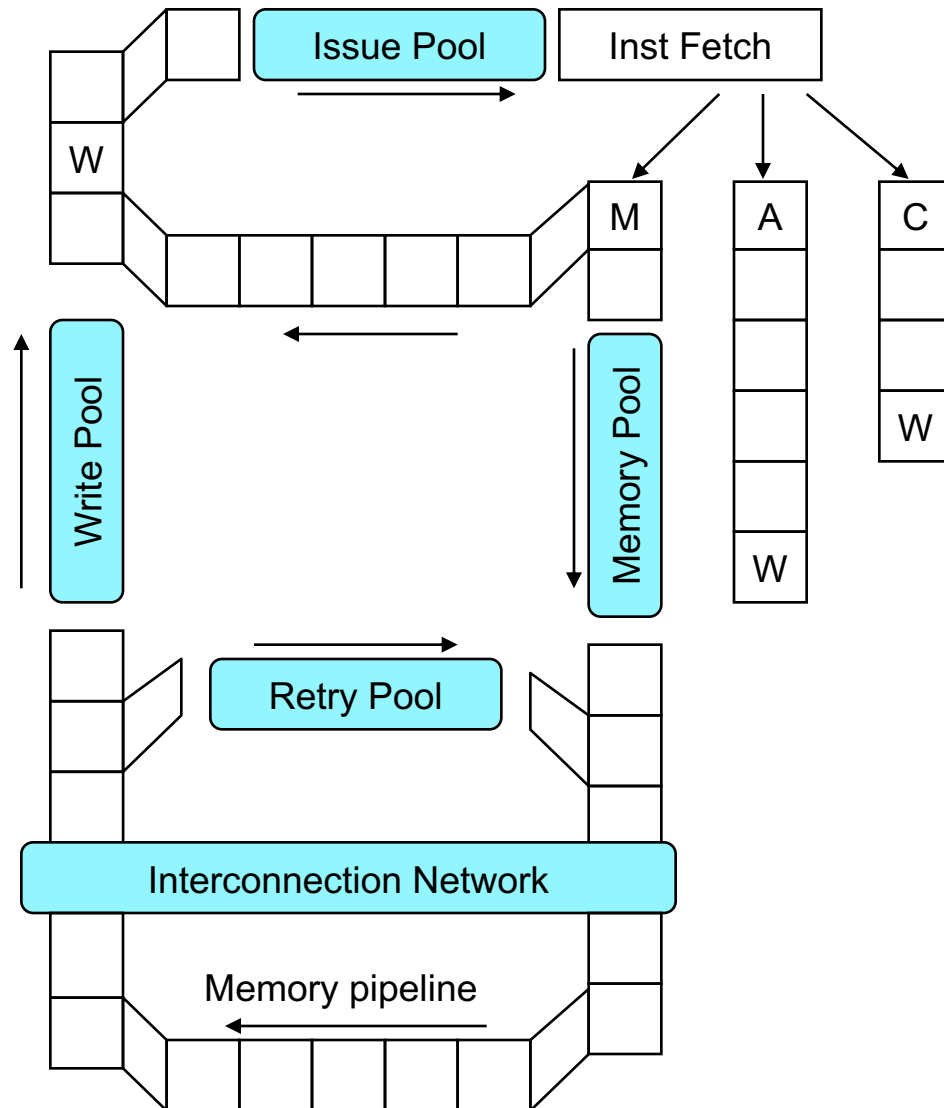 Issue Pool
Inst Fetch
W
M
A
C
W
Write Pool
Memory Pool
W
Retry Pool
Interconnection Network
Memory pipeline